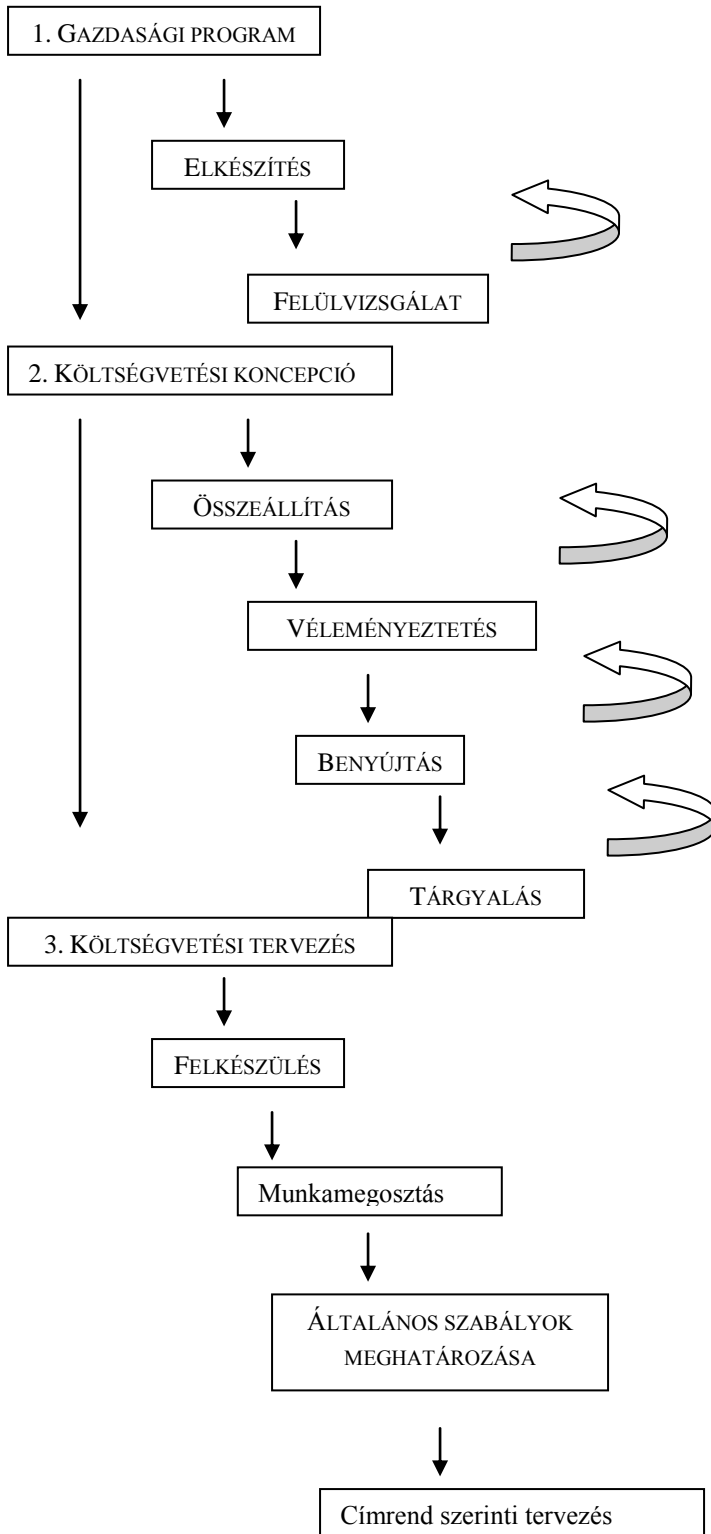 1. GAZDASÁGI PROGRAM
ELKÉSZÍTÉS
FELÜLVIZSGÁLAT
2. KÖLTSÉGVETÉSI KONCEPCIÓ
ÖSSZEÁLLÍTÁS
VÉLEMÉNYEZTETÉS
BENYÚJTÁS
TÁRGYALÁS
3. KÖLTSÉGVETÉSI TERVEZÉS
FELKÉSZÜLÉS
Munkamegosztás
ÁLTALÁNOS SZABÁLYOK
MEGHATÁROZÁSA
Címrend szerinti tervezés